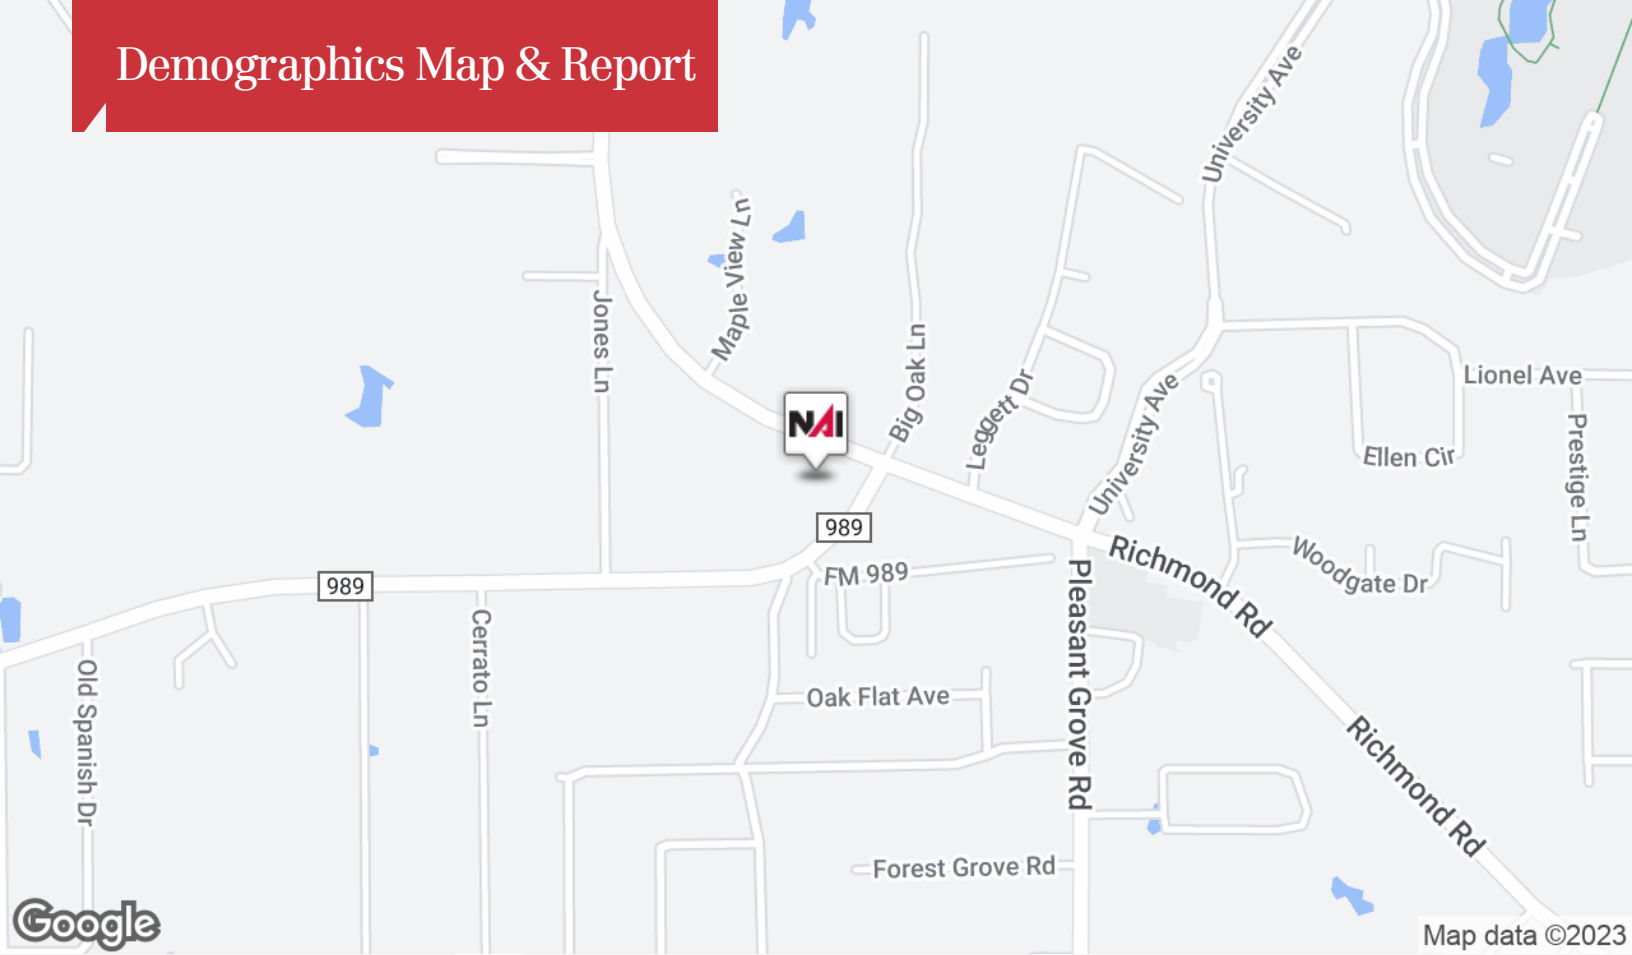 Demographics Map & Report
University Ave
Maple View Ln
Jones Ln
Big Oak Ln
Leggett Dr
Lionel Ave
NAI
University Ave
Ellen Cir
Prestige Ln
989
Richmond Rd
Woodgate Dr
FM 989
989
Pleasant Grove Rd
Cerrato Ln
Old Spanish Dr
Oak Flat Ave
Richmond Rd
Forest Grove Rd
Google
Map data ©2023